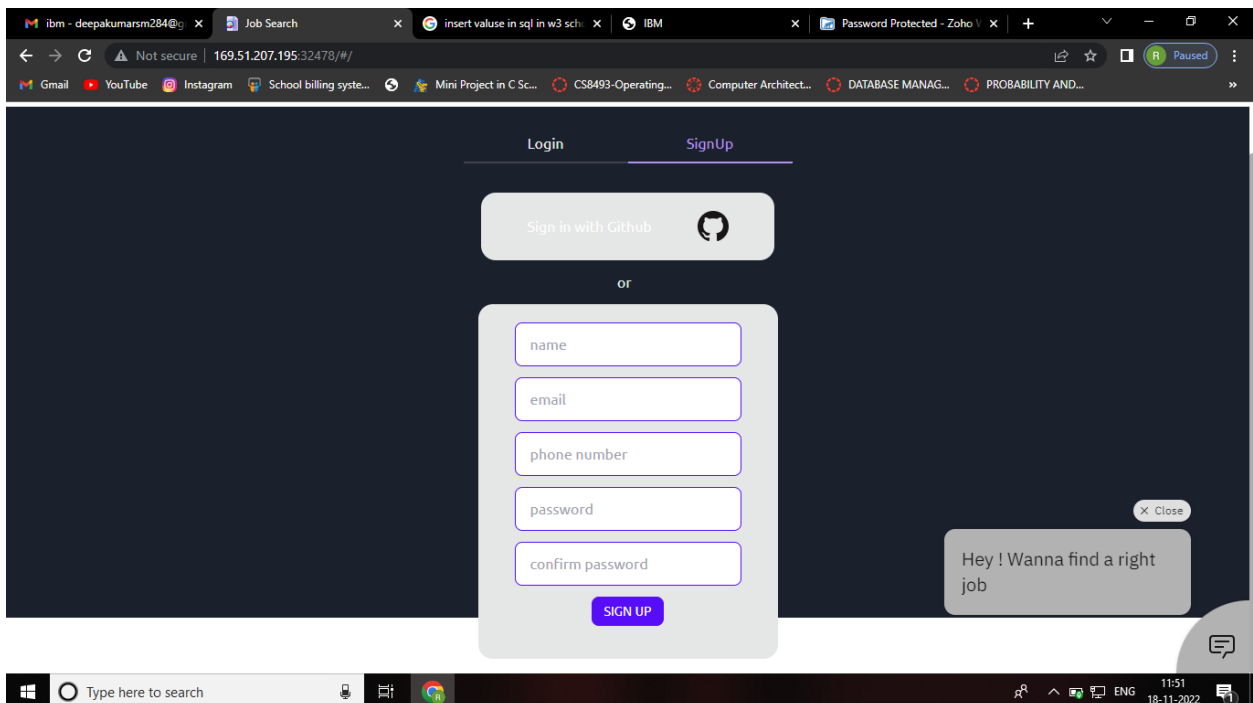 ibm - deepakumarsm284@g
Job Search
insert valuse in sql in w3 scho
IBM
Password Protected - Zoho V
Not secure | 169.51.207.195:32478/#/
R Paused
Gmail
YouTube
Instagram
School billing syste...
Mini Project in C Sc...
CS8493-Operating...
Computer Architect...
DATABASE MANAG...
PROBABILITY AND...
»
Login
SignUp
Sign in with Github
or
name
email
phone number
password
confirm password
SIGN UP
× Close
Hey ! Wanna find a right
job
Type here to search
ENG
11:51
18-11-2022